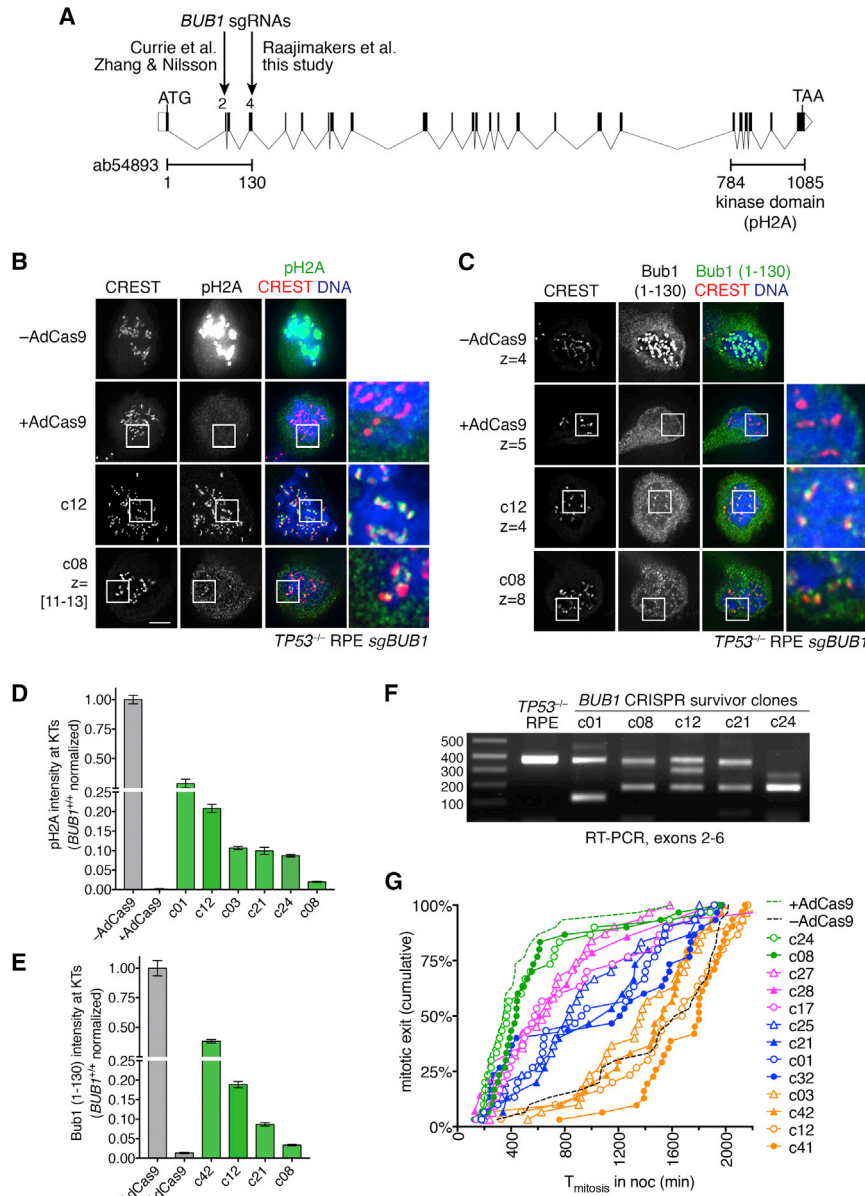 A
BUB1 sgRNAs
Currie et al.
Zhang & Nilsson
Raajimakers et al.
this study
ATG
2
4
TAA
ab54893
1
130
784
1085
kinase domain
(pH2A)
B
CREST
pH2A
pH2A
CREST DNA
–AdCas9
+AdCas9
c12
c08
z=
[11-13]
TP53–/– RPE sgBUB1
C
CREST
Bub1
(1-130)
Bub1 (1-130)
CREST DNA
–AdCas9
z=4
+AdCas9
z=5
c12
z=4
c08
z=8
TP53–/– RPE sgBUB1
D
pH2A intensity at KTs
(BUB1+/+ normalized)
1.00
0.75
0.50
0.25
0.25
0.20
0.15
0.10
0.05
0.00
–AdCas9
+AdCas9
c01
c12
c03
c21
c24
c08
E
Bub1 (1-130) intensity at KTs
(BUB1+/+ normalized)
1.00
0.75
0.50
0.25
0.25
0.20
0.15
0.10
0.05
0.00
AdCas9
AdCas9
c42
c12
c21
c08
F
TP53–/–
RPE
BUB1 CRISPR survivor clones
c01
c08
c12
c21
c24
500
400
300
200
100
RT-PCR, exons 2-6
G
mitotic exit (cumulative)
100%
75%
50%
25%
0%
400
800
1200
1600
2000
Tmitosis in noc (min)
+AdCas9
–AdCas9
c24
c08
c27
c28
c17
c25
c21
c01
c32
c03
c42
c12
c41